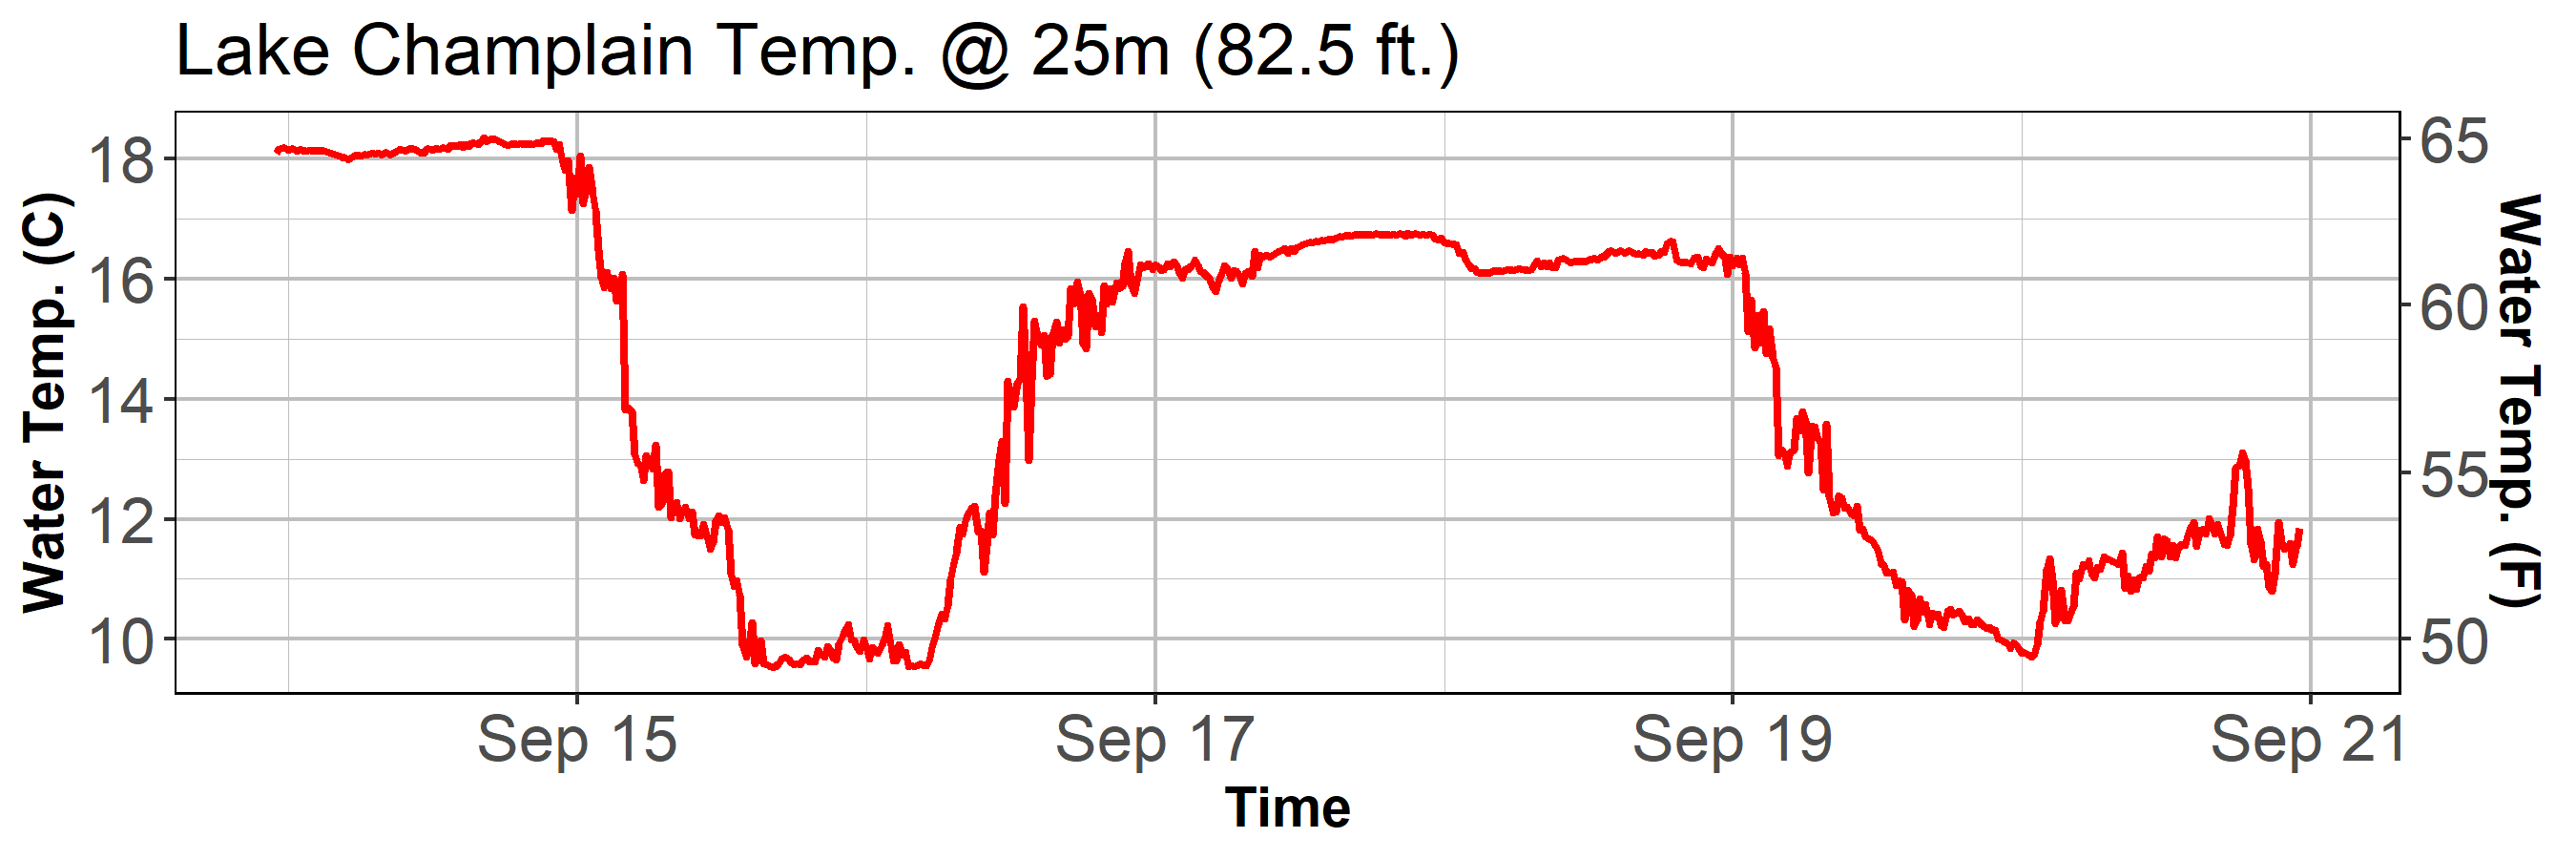 Lake Champlain Temp. @ 25m (82.5 ft.)
Water Temp. (C)
18
16
14
12
10
65
60
55
50
Water Temp. (F)
Sep 15
Sep 17
Sep 19
Sep 21
Time